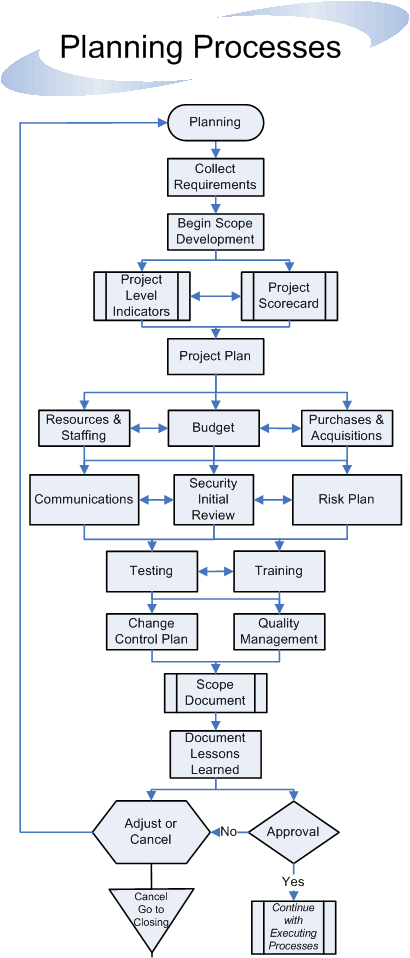 Planning Processes
Planning
Collect
Requirements
Begin Scope
Development
Project
Level
Indicators
Project
Scorecard
Project Plan
Resources &
Staffing
Budget
Purchases &
Acquisitions
Communications
Security
Initial
Review
Risk Plan
Testing
Training
Change
Control Plan
Quality
Management
Scope
Document
Document
Lessons
Learned
Adjust or
Cancel
No
Approval
Yes
Cancel
Go to
Closing
Continue
with
Executing
Processes